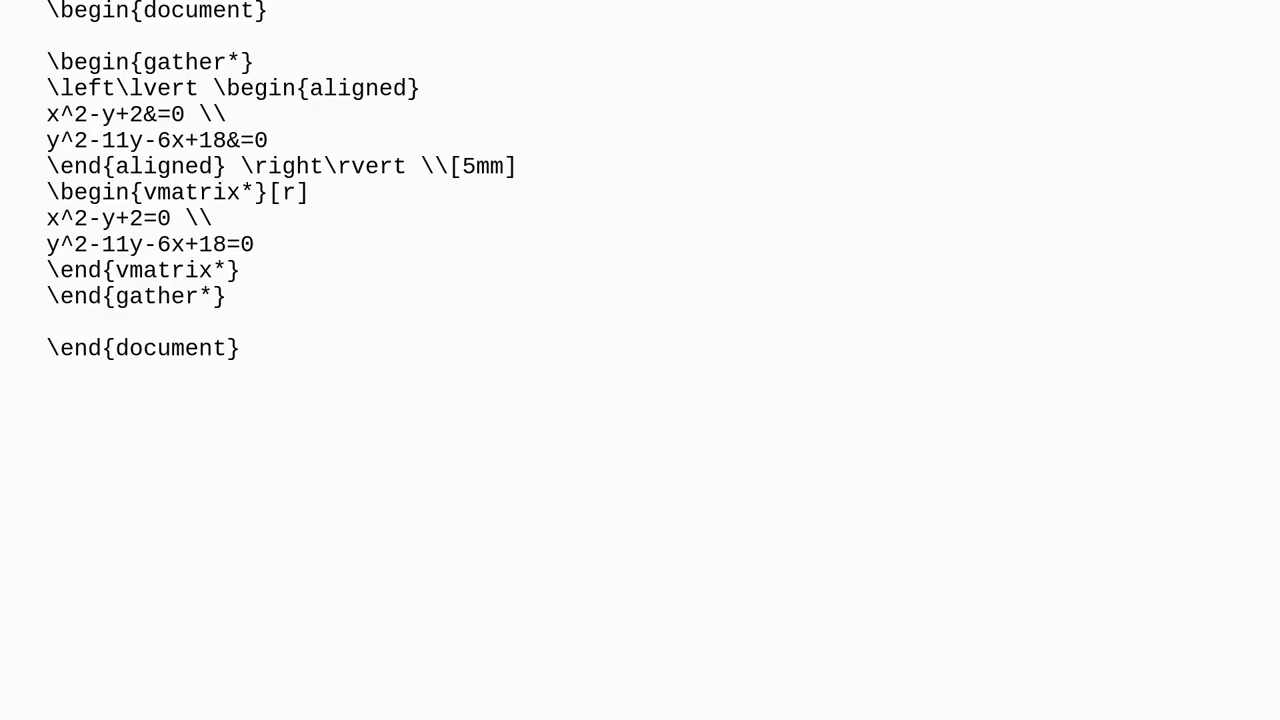 \begin{document}

\begin{gather*}
\left\lvert \begin{aligned}
x^2-y+2&=0 \\
y^2-11y-6x+18&=0
\end{aligned} \right\rvert \\[5mm]
\begin{vmatrix*}[r]
x^2-y+2=0 \\
y^2-11y-6x+18=0
\end{vmatrix*}
\end{gather*}

\end{document}